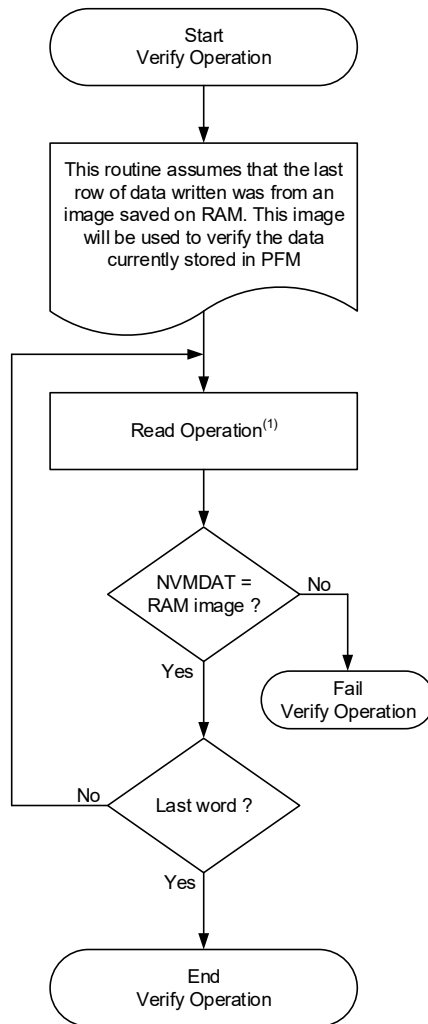 Start
Verify Operation
This routine assumes that the last
row of data written was from an
image saved on RAM. This image
will be used to verify the data
currently stored in PFM
Read Operation(1)
NVMDAT =
RAM image ?
No
Yes
Fail
Verify Operation
Last word ?
No
Yes
End
Verify Operation